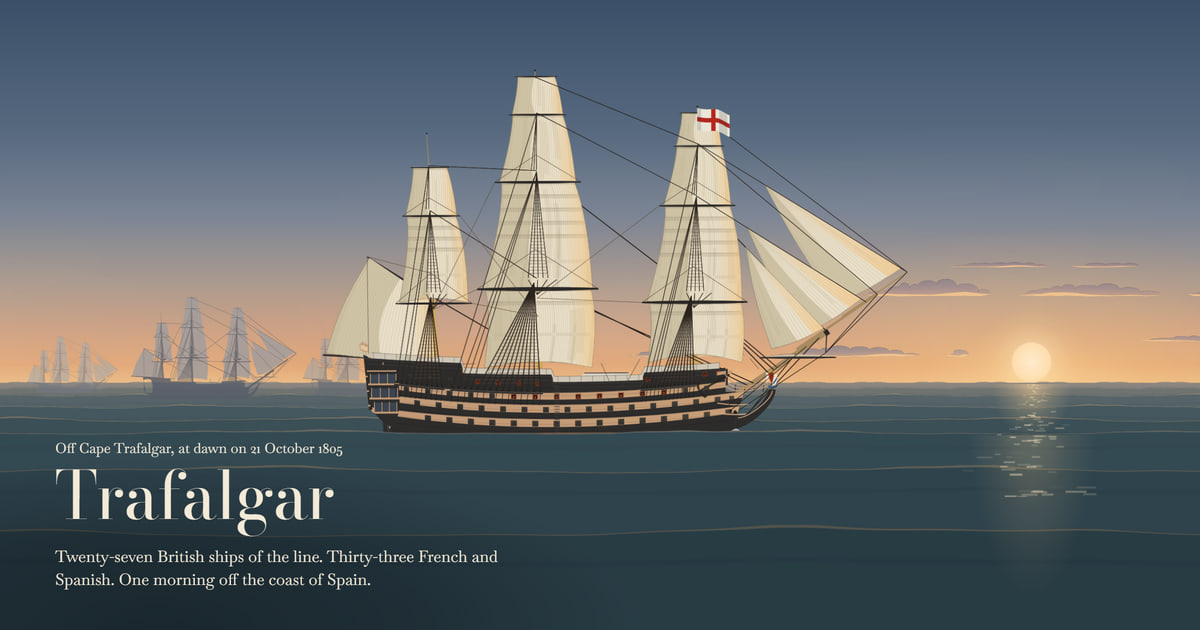 Off Cape Trafalgar, at dawn on 21 October 1805
Trafalgar
Twenty-seven British ships of the line. Thirty-three French and
Spanish. One morning off the coast of Spain.